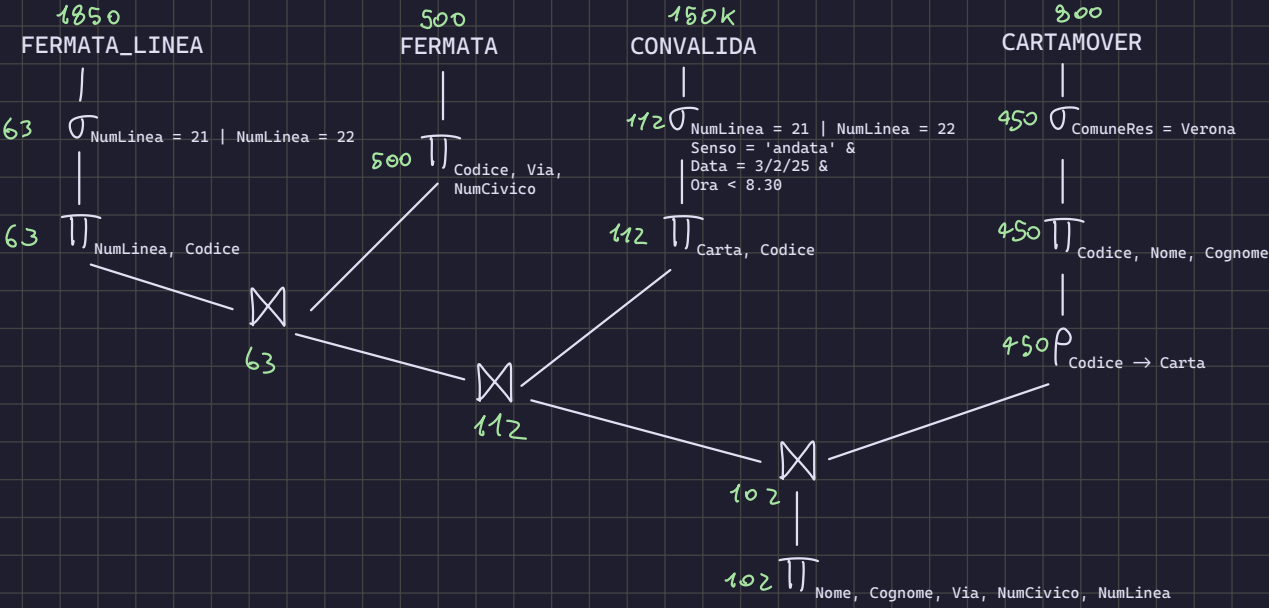 1850
500
150K
800
FERMATA_LINEA
FERMATA
CONVALIDA
CARTAMOVER
63 σ NumLinea = 21 | NumLinea = 22
500 π Codice, Via,
NumCivico
112 σ NumLinea = 21 | NumLinea = 22
Senso = 'andata' &
Data = 3/2/25 &
Ora < 8.30
450 σ ComuneRes = Verona
63 π NumLinea, Codice
112 π Carta, Codice
450 π Codice, Nome, Cognome
⋈
63
450 ρ Codice → Carta
⋈
112
⋈
102
102 π Nome, Cognome, Via, NumCivico, NumLinea